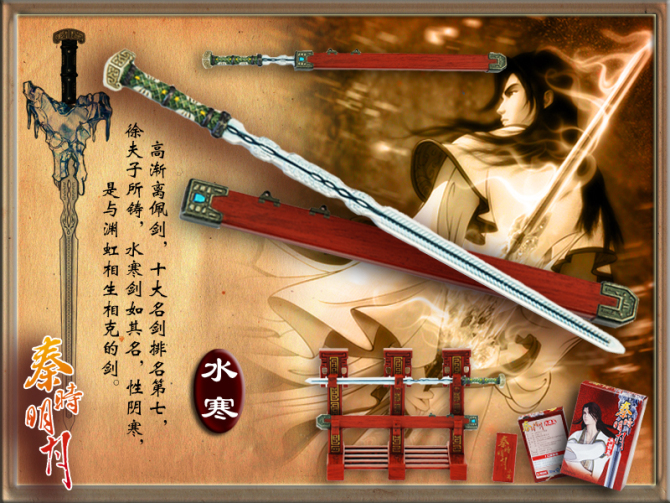 高渐离佩剑，十大名剑排名第七，
徐夫子所铸，水寒剑如其名，性阴寒，
是与渊虹相生相克的剑。
水寒
秦時明月